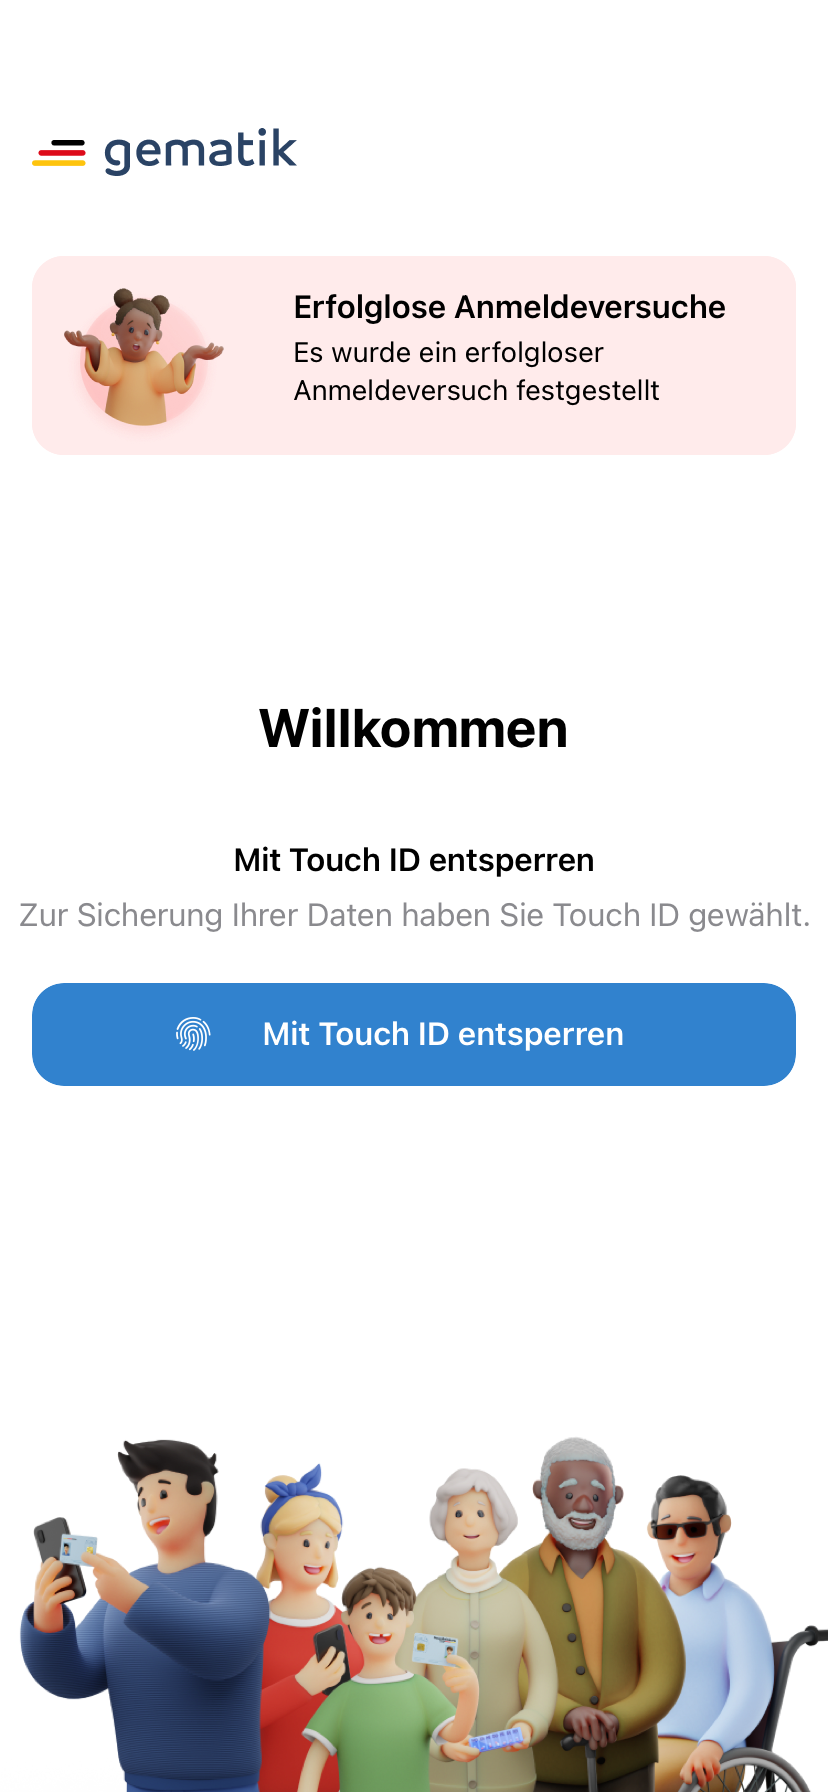 gematik
Erfolglose Anmeldeversuche
Es wurde ein erfolgloser
Anmeldeversuch festgestellt
Willkommen
Mit Touch ID entsperren
Zur Sicherung Ihrer Daten haben Sie Touch ID gewählt.
Mit Touch ID entsperren